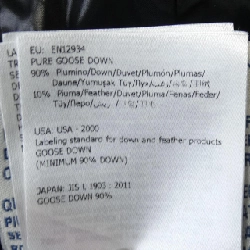 EU: EN12934
PURE GOOSE DOWN
90% Piumino/Down/Duvet/Plumón/Plumas/
Daune/Yumuşak Tüy/
10% Piuma/Feather/Duvet/Pluma/Penas/Feder/
Tüy/Перо/
USA: USA - 2000
Labeling standard for down and feather products
GOOSE DOWN
(MINIMUM 90% DOWN)
JAPAN: JIS L 1903 : 2011
GOOSE DOWN 90%